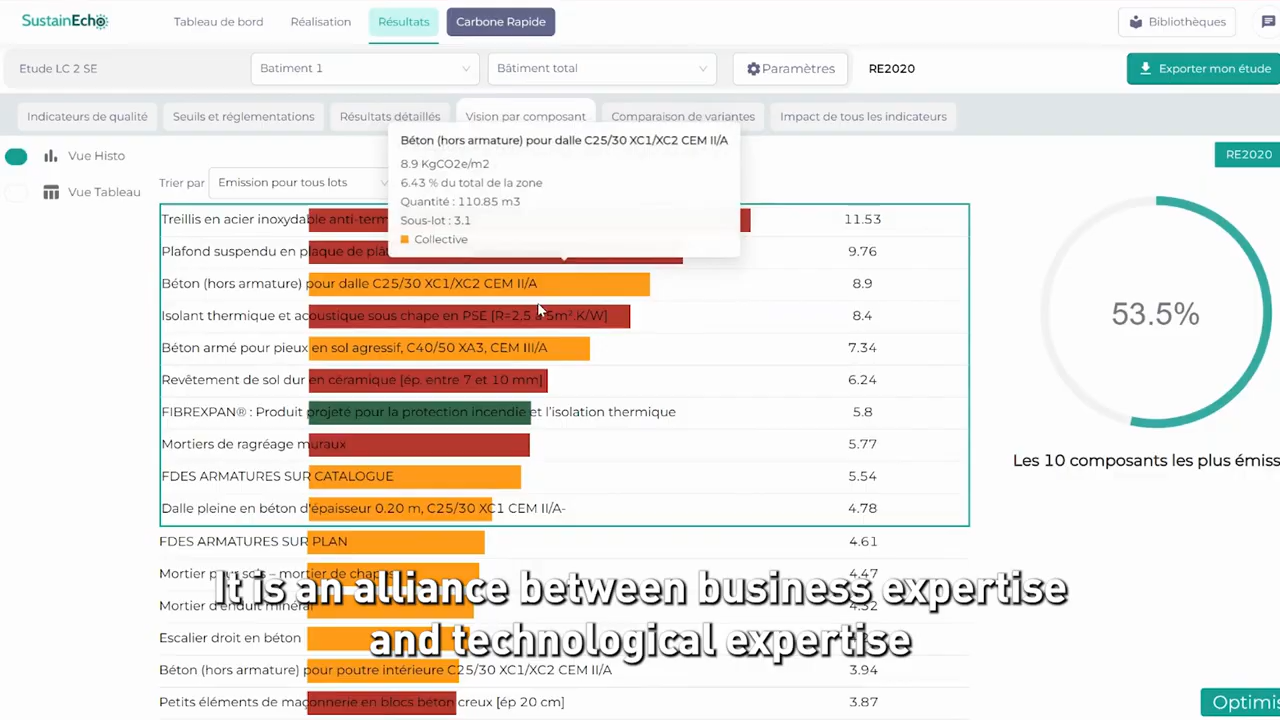 SustainEcho
Tableau de bord
Réalisation
Résultats
Carbone Rapide
Bibliothèques
Etude LC 2 SE
Batiment 1
Bâtiment total
Paramètres
RE2020
Exporter mon étude
Indicateurs de qualité
Seuils et réglementations
Résultats détaillés
Vision par composant
Comparaison de variantes
Impact de tous les indicateurs
Béton (hors armature) pour dalle C25/30 XC1/XC2 CEM II/A
8.9 KgCO2e/m2
6.43 % du total de la zone
Quantité : 110.85 m3
Sous-lot : 3.1
Collective
Vue Histo
Vue Tableau
RE2020
Trier par
Emission pour tous lots
Treillis en acier inoxydable anti-term
11.53
Plafond suspendu en plaque de plât
9.76
Béton (hors armature) pour dalle C25/30 XC1/XC2 CEM II/A
8.9
Isolant thermique et acoustique sous chape en PSE [R=2,5 à 5m².K/W]
8.4
Béton armé pour pieux en sol agressif, C40/50 XA3, CEM III/A
7.34
Revêtement de sol dur en céramique [ép. entre 7 et 10 mm]
6.24
FIBREXPAN® : Produit projeté pour la protection incendie et l'isolation thermique
5.8
Mortiers de ragréage muraux
5.77
FDES ARMATURES SUR CATALOGUE
5.54
Dalle pleine en béton d'épaisseur 0.20 m, C25/30 XC1 CEM II/A-
4.78
53.5%
Les 10 composants les plus émiss
FDES ARMATURES SUR PLAN
4.61
4.47
Mortier d'enduit minéral
Escalier droit en béton
Béton (hors armature) pour poutre intérieure C25/30 XC1/XC2 CEM II/A
3.94
Petits éléments de maçonnerie en blocs béton creux [ép 20 cm]
3.87
Optimis
It is an alliance between business expertise
and technological expertise